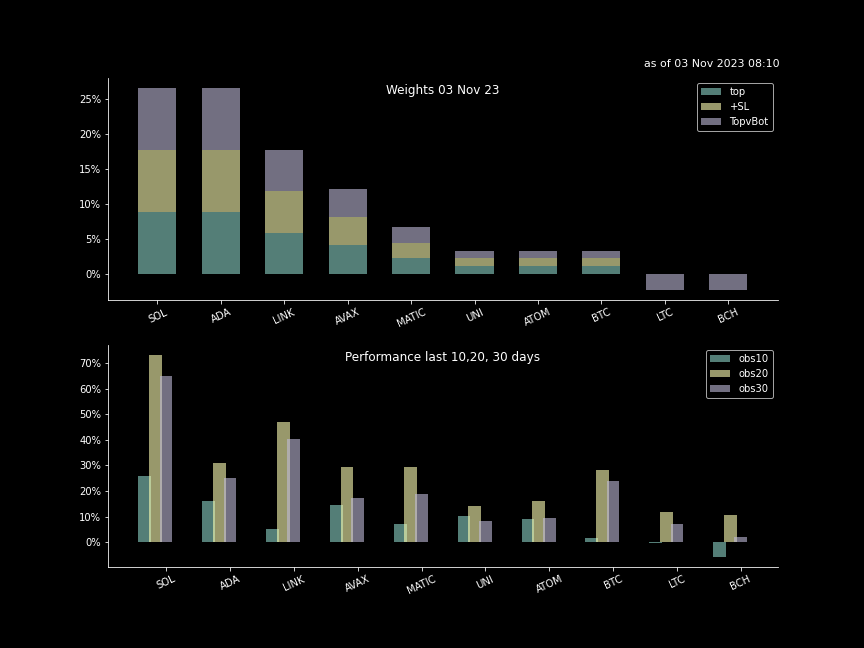 as of 03 Nov 2023 08:10
Weights 03 Nov 23
top
+SL
TopvBot
25%
20%
15%
10%
5%
0%
SOL ADA LINK AVAX MATIC UNI ATOM BTC LTC BCH
Performance last 10,20, 30 days
obs10
obs20
obs30
70%
60%
50%
40%
30%
20%
10%
0%
SOL ADA LINK AVAX MATIC UNI ATOM BTC LTC BCH